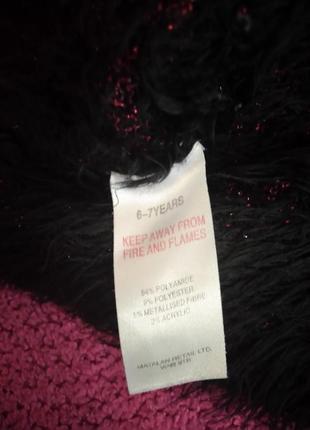 6-7YEARS
KEEP AWAY FROM
FIRE AND FLAMES
84% POLYAMIDE
9% POLYESTER
5% METALLISED FIBRE
2% ACRYLIC
MATALAN RETAIL LTD.